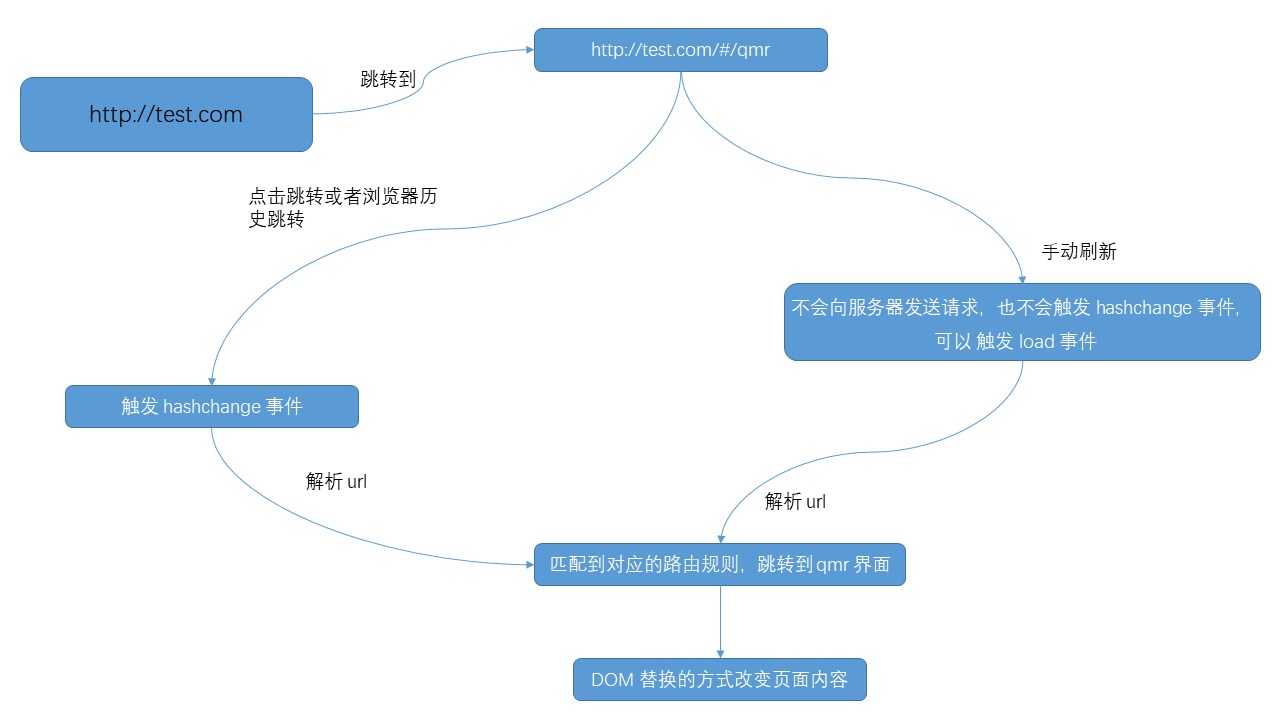 http://test.com/#/qmr
跳转到
http://test.com
点击跳转或者浏览器历
史跳转
手动刷新
不会向服务器发送请求，也不会触发 hashchange 事件,
可以 触发 load 事件
触发 hashchange 事件
解析 url
解析 url
匹配到对应的路由规则，跳转到 qmr 界面
DOM 替换的方式改变页面内容